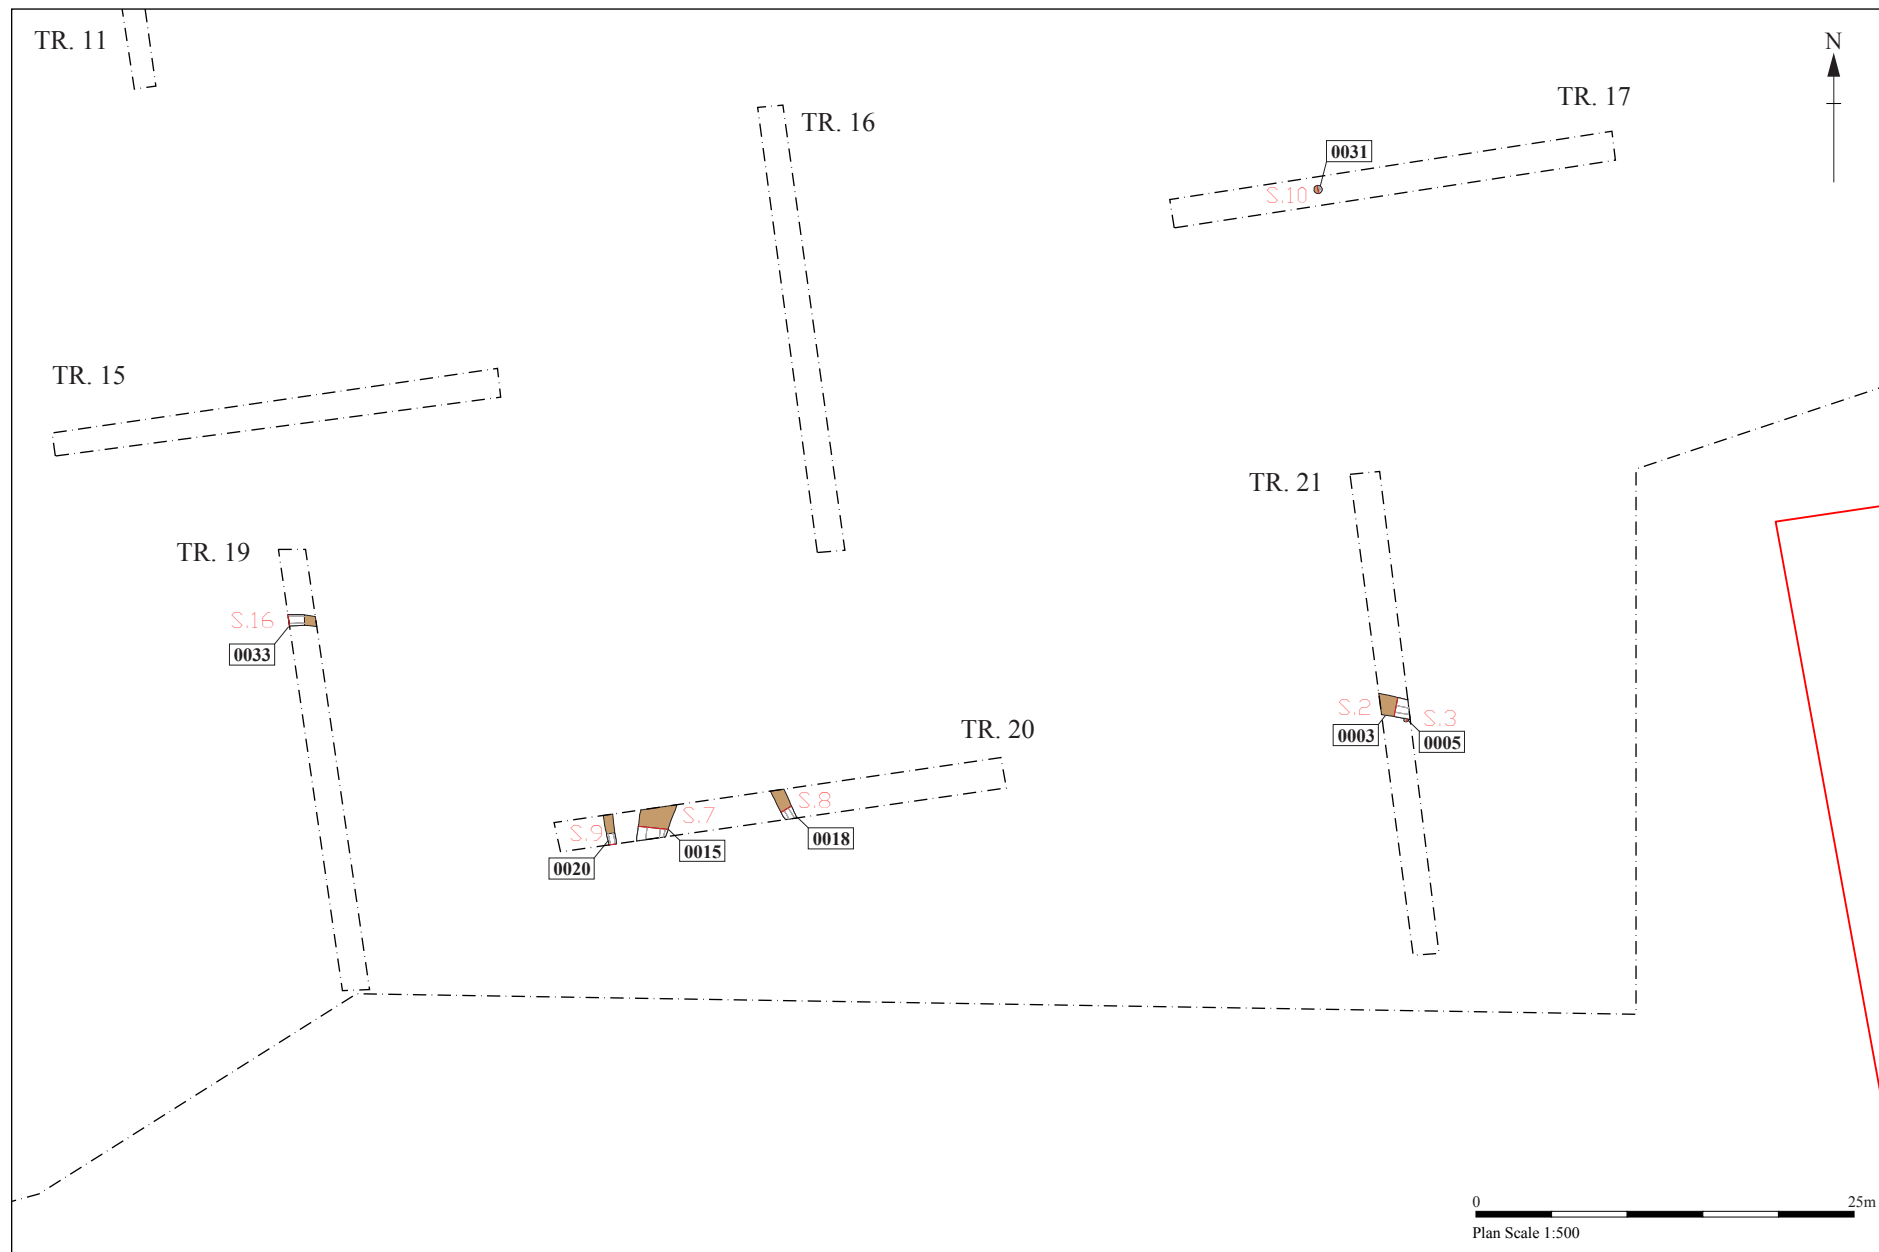 TR. 11
N
TR. 17
TR. 16
0031
S.10
TR. 15
TR. 21
TR. 19
S.16
0033
S.2
S.3
0003
0005
TR. 20
S.8
S.7
S.9
0018
0015
0020
0
25m
Plan Scale 1:500